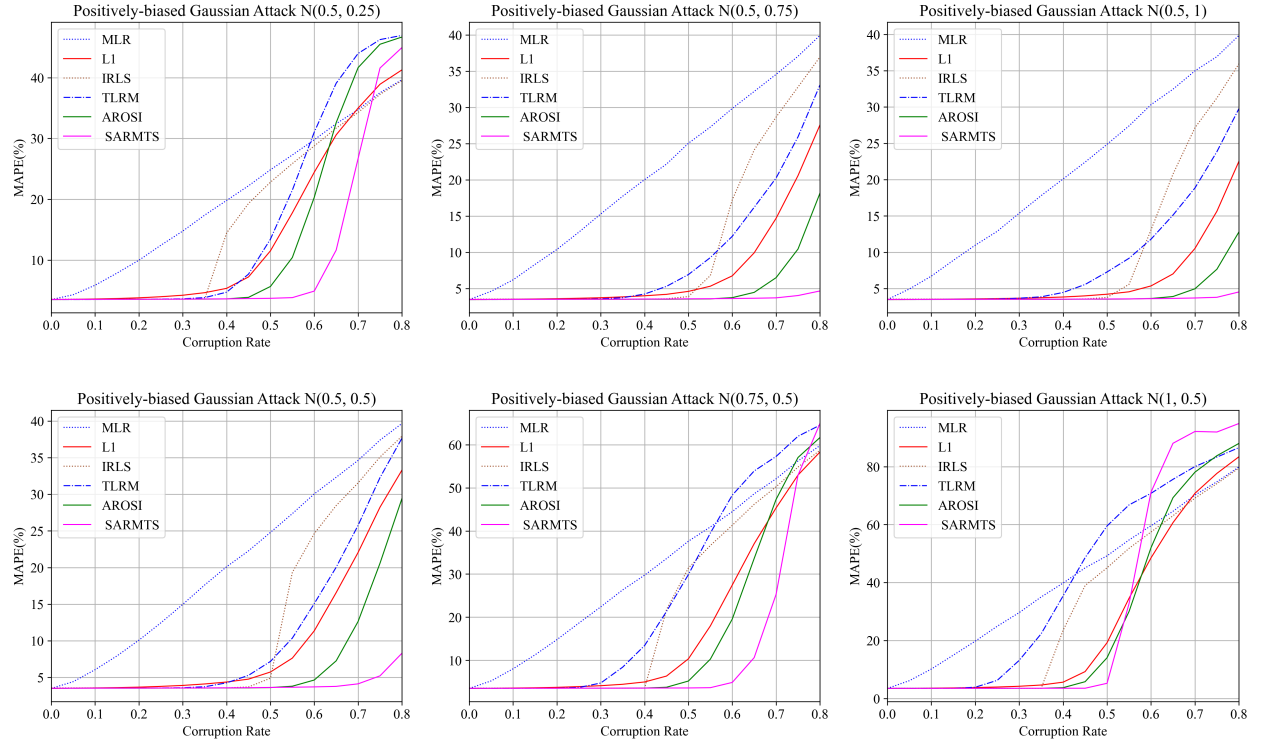 Positively-biased Gaussian Attack N(0.5, 0.25)
MLR
L1
IRLS
TLRM
AROSI
SARMTS
MAPE(%)
40
30
20
10
0.0 0.1 0.2 0.3 0.4 0.5 0.6 0.7 0.8
Corruption Rate
Positively-biased Gaussian Attack N(0.5, 0.75)
MLR
L1
IRLS
TLRM
AROSI
SARMTS
MAPE(%)
40
35
30
25
20
15
10
5
0.0 0.1 0.2 0.3 0.4 0.5 0.6 0.7 0.8
Corruption Rate
Positively-biased Gaussian Attack N(0.5, 1)
MLR
L1
IRLS
TLRM
AROSI
SARMTS
MAPE(%)
40
35
30
25
20
15
10
5
0.0 0.1 0.2 0.3 0.4 0.5 0.6 0.7 0.8
Corruption Rate
Positively-biased Gaussian Attack N(0.5, 0.5)
MLR
L1
IRLS
TLRM
AROSI
SARMTS
MAPE(%)
40
35
30
25
20
15
10
5
0.0 0.1 0.2 0.3 0.4 0.5 0.6 0.7 0.8
Corruption Rate
Positively-biased Gaussian Attack N(0.75, 0.5)
MLR
L1
IRLS
TLRM
AROSI
SARMTS
MAPE(%)
60
50
40
30
20
10
0.0 0.1 0.2 0.3 0.4 0.5 0.6 0.7 0.8
Corruption Rate
Positively-biased Gaussian Attack N(1, 0.5)
MLR
L1
IRLS
TLRM
AROSI
SARMTS
MAPE(%)
80
60
40
20
0
0.0 0.1 0.2 0.3 0.4 0.5 0.6 0.7 0.8
Corruption Rate